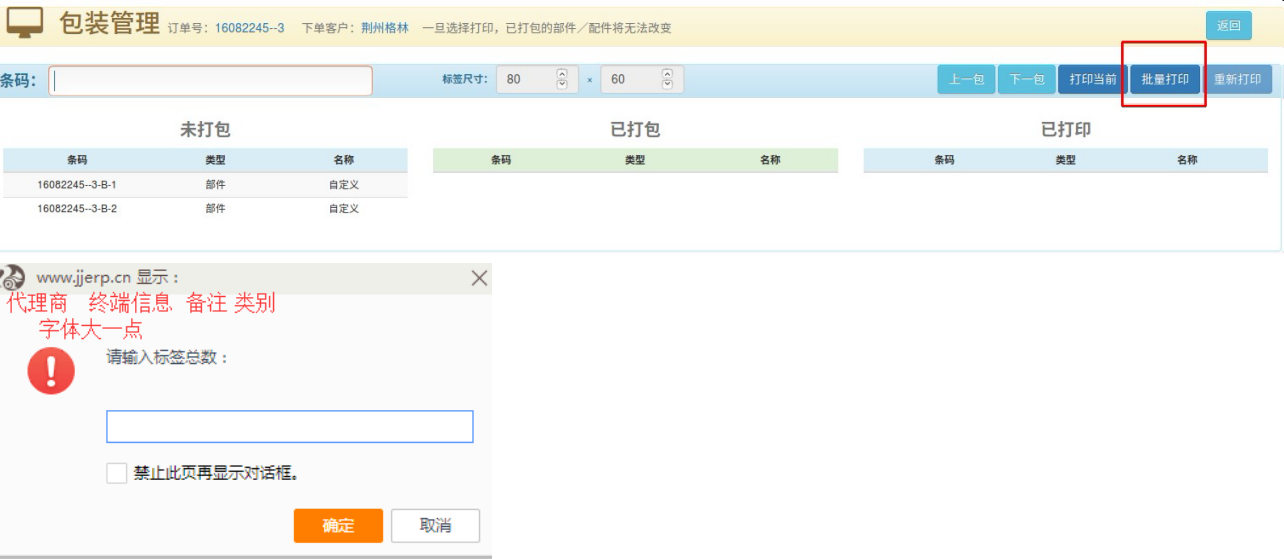 包装管理 订单号：16082245--3 下单客户：荆州格林 一旦选择打印，已打包的部件／配件将无法改变 返回
条码： 标签尺寸： 80 × 60 上一包 下一包 打印当前 批量打印 重新打印
未打包 已打包 已打印
条码 类型 名称 条码 类型 名称 条码 类型 名称
16082245--3-B-1 部件 自定义
16082245--3-B-2 部件 自定义
www.jjerp.cn 显示：
代理商 终端信息 备注 类别
字体大一点
请输入标签总数：
禁止此页再显示对话框。
确定 取消